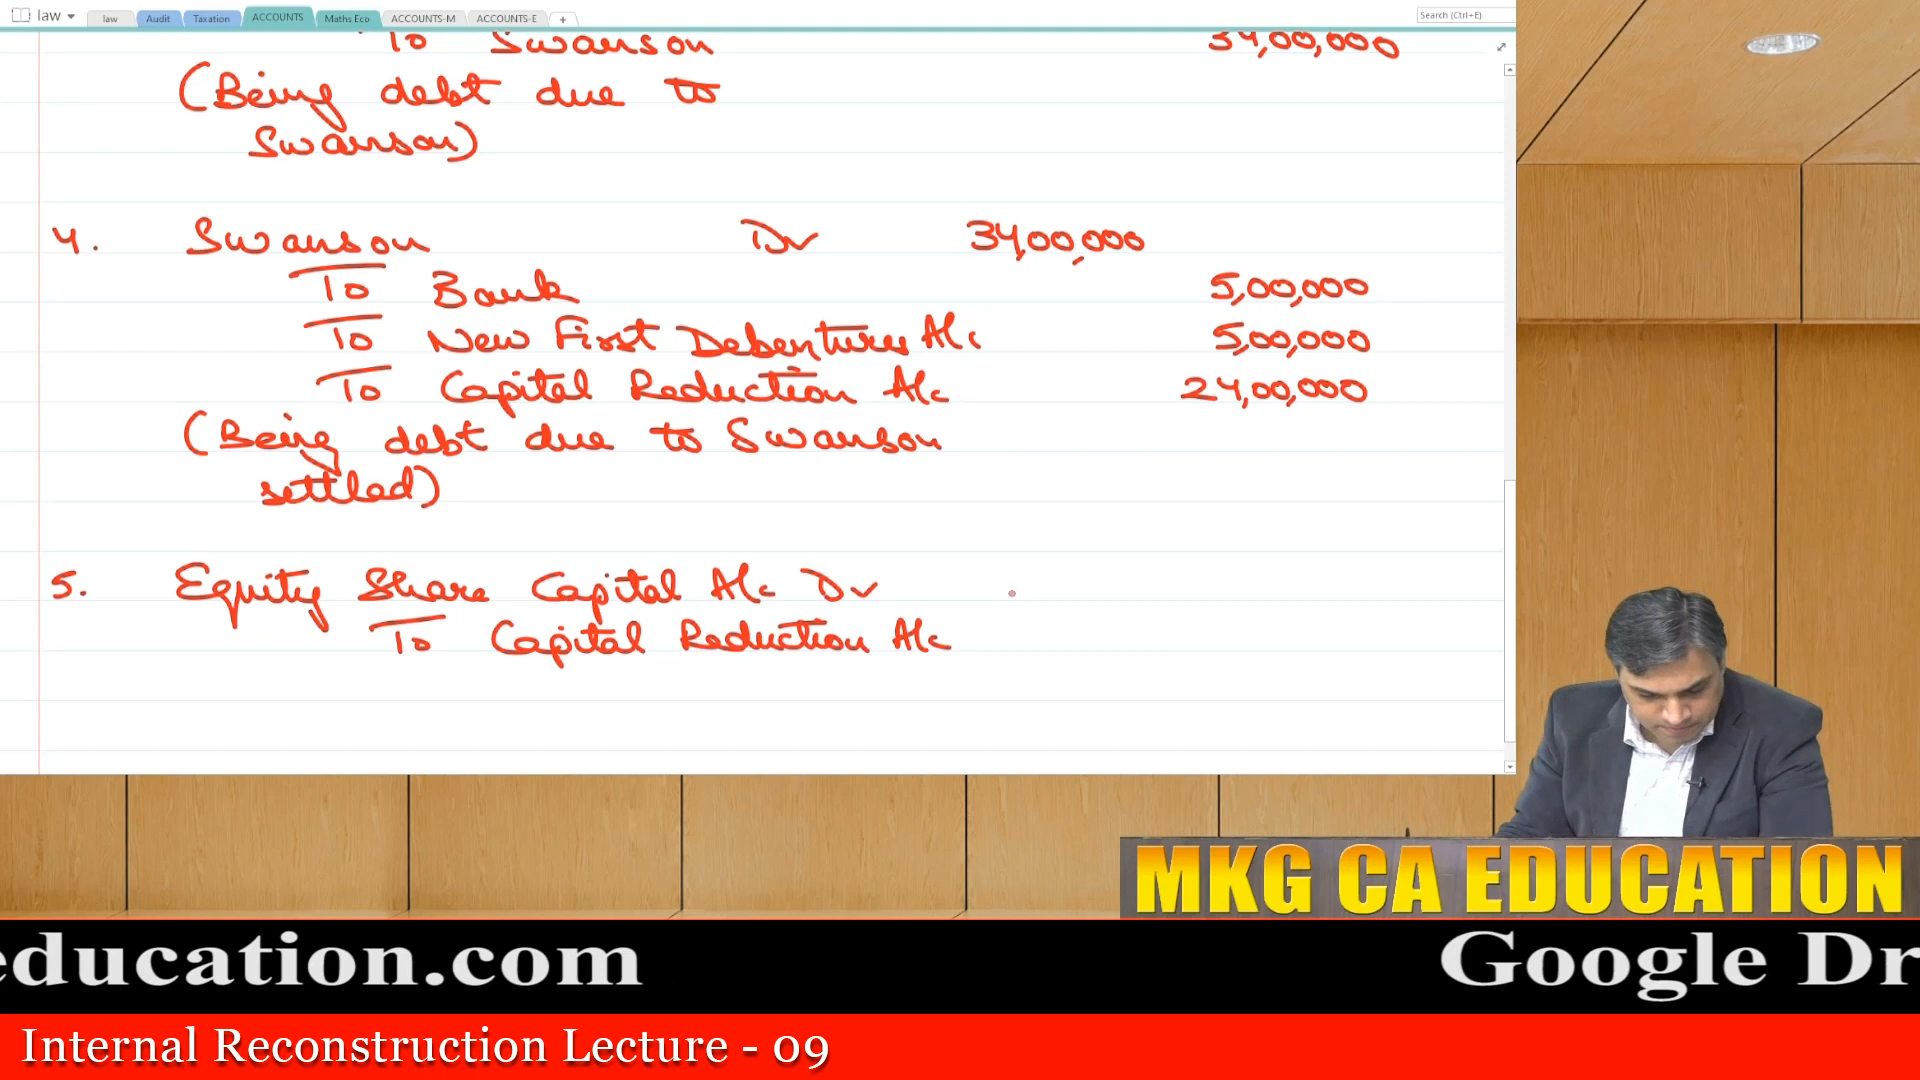 law law Audit Taxation ACCOUNTS Maths Eco ACCOUNTS-M ACCOUNTS-E + Search (Ctrl+E)
To Swanson 34,00,000
(Being debt due to
Swanson)
4. Swanson Dr 34,00,000
To Bank 5,00,000
To New First Debentures A/c 5,00,000
To Capital Reduction A/c 24,00,000
(Being debt due to Swanson
settled)
5. Equity Share Capital A/c Dr
To Capital Reduction A/c
MKG CA EDUCATION
education.com Google Dr
Internal Reconstruction Lecture - 09